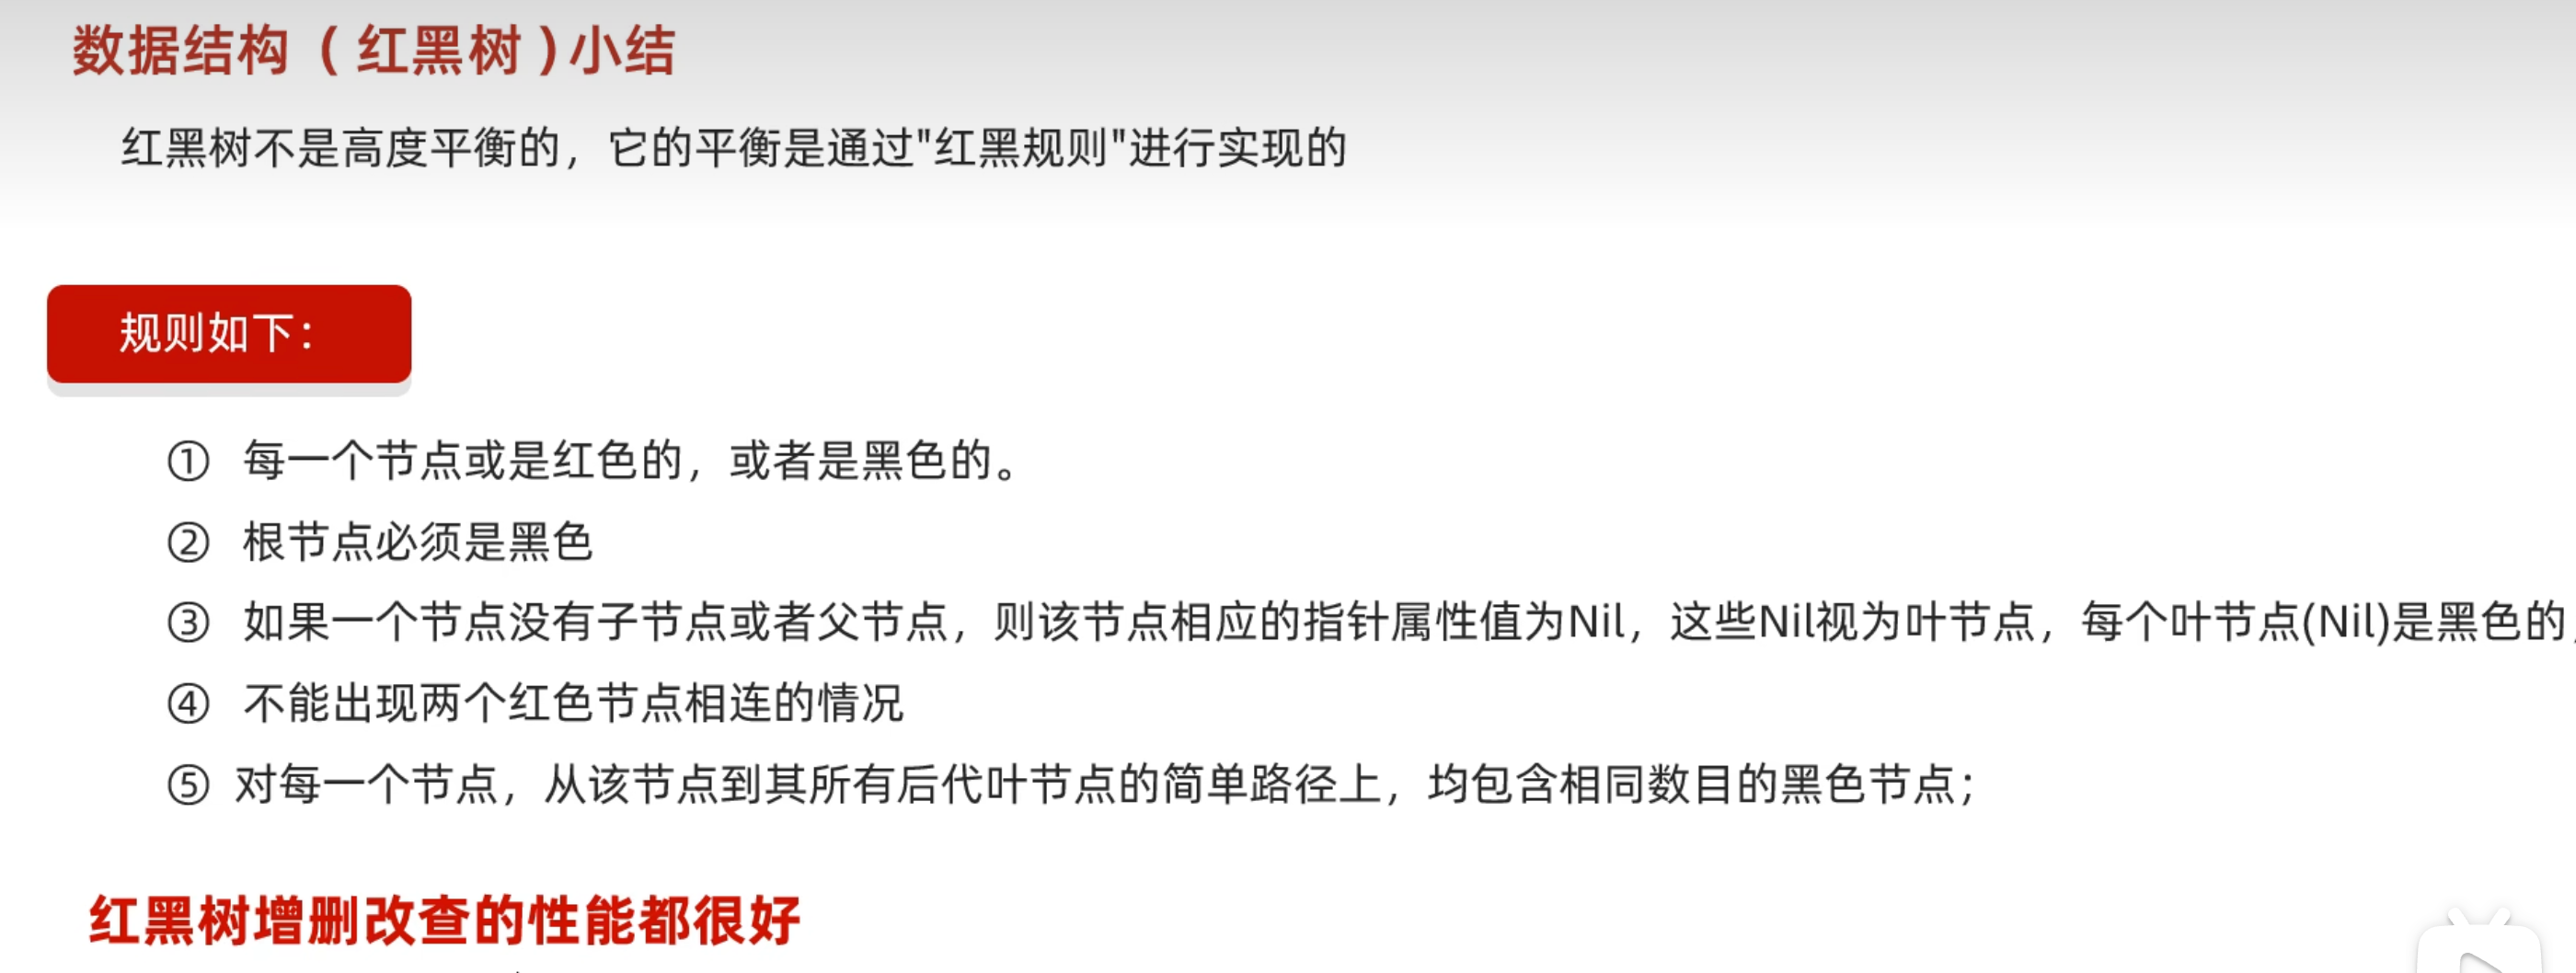 数据结构（红黑树）小结
红黑树不是高度平衡的，它的平衡是通过"红黑规则"进行实现的
规则如下：
① 每一个节点或是红色的，或者是黑色的。
② 根节点必须是黑色
③ 如果一个节点没有子节点或者父节点，则该节点相应的指针属性值为Nil，这些Nil视为叶节点，每个叶节点(Nil)是黑色的
④ 不能出现两个红色节点相连的情况
⑤ 对每一个节点，从该节点到其所有后代叶节点的简单路径上，均包含相同数目的黑色节点；
红黑树增删改查的性能都很好